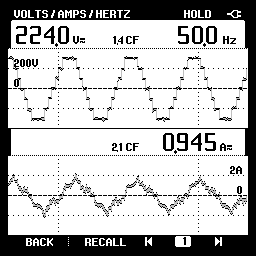 VOLTS/AMPS/HERTZ HOLD
224.0 V≂ 1.4 CF 50.0 Hz
200V
0
2.1 CF 0.945 A≂
2A
0
BACK RECALL 1